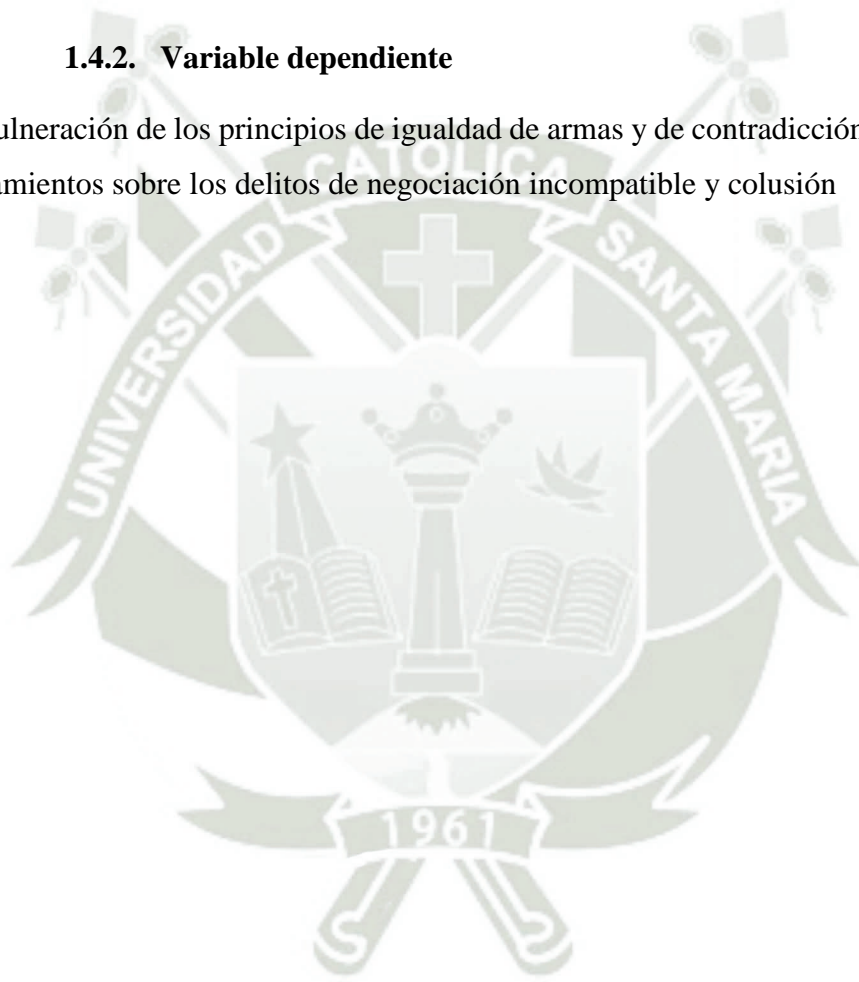 1.4.2. Variable dependiente
ulneración de los principios de igualdad de armas y de contradicción
amientos sobre los delitos de negociación incompatible y colusión
UNIVERSIDAD CATOLICA SANTA MARIA
1961